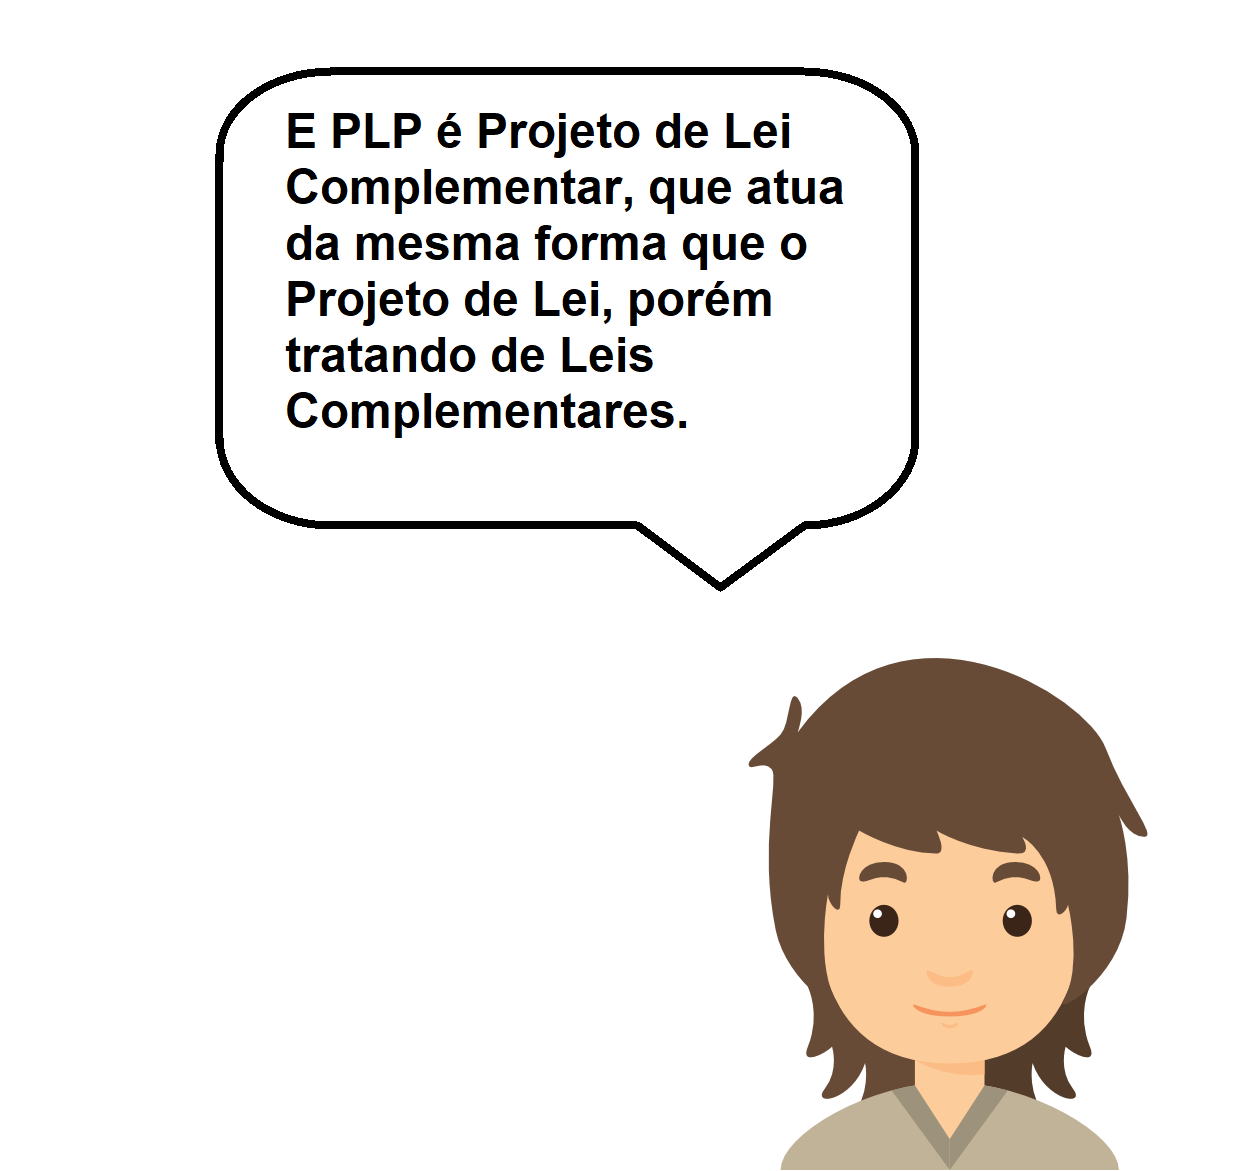 E PLP é Projeto de Lei
Complementar, que atua
da mesma forma que o
Projeto de Lei, porém
tratando de Leis
Complementares.